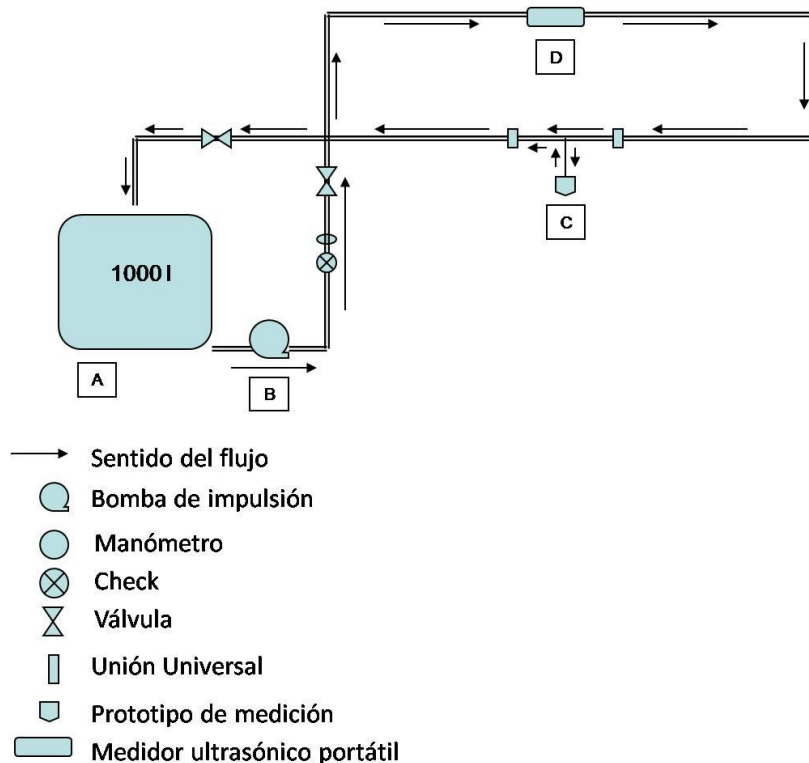 D
C
1000 l
A
B
Sentido del flujo
Bomba de impulsión
Manómetro
Check
Válvula
Unión Universal
Prototipo de medición
Medidor ultrasónico portátil